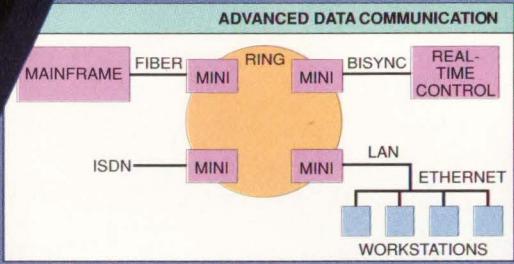 ADVANCED DATA COMMUNICATION
MAINFRAME
FIBER
MINI
RING
MINI
BISYNC
REAL-
TIME
CONTROL
ISDN
MINI
MINI
LAN
ETHERNET
WORKSTATIONS